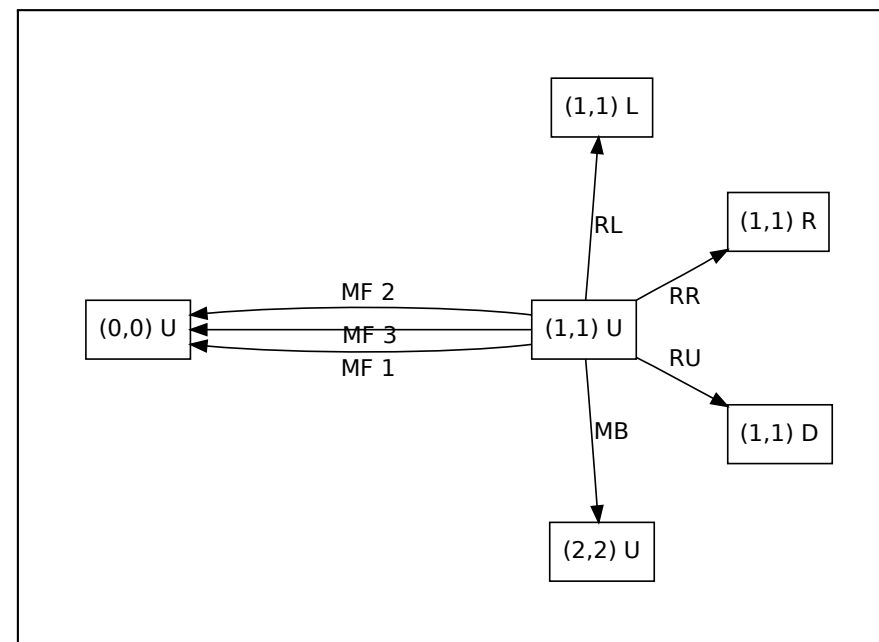 (1,1) L
(1,1) R
RL
MF 2
RR
(0,0) U
(1,1) U
MF 3
RU
MF 1
(1,1) D
MB
(2,2) U